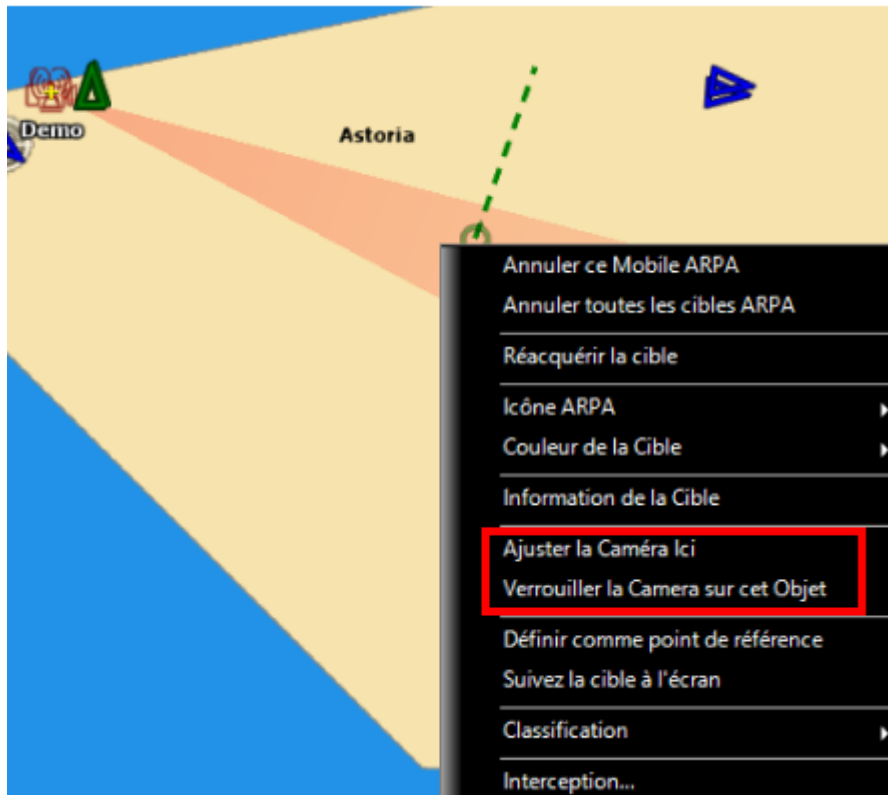 Demo
Astoria
Annuler ce Mobile ARPA
Annuler toutes les cibles ARPA
Réacquérir la cible
Icône ARPA
Couleur de la Cible
Information de la Cible
Ajuster la Caméra Ici
Verrouiller la Camera sur cet Objet
Définir comme point de référence
Suivez la cible à l'écran
Classification
Interception...